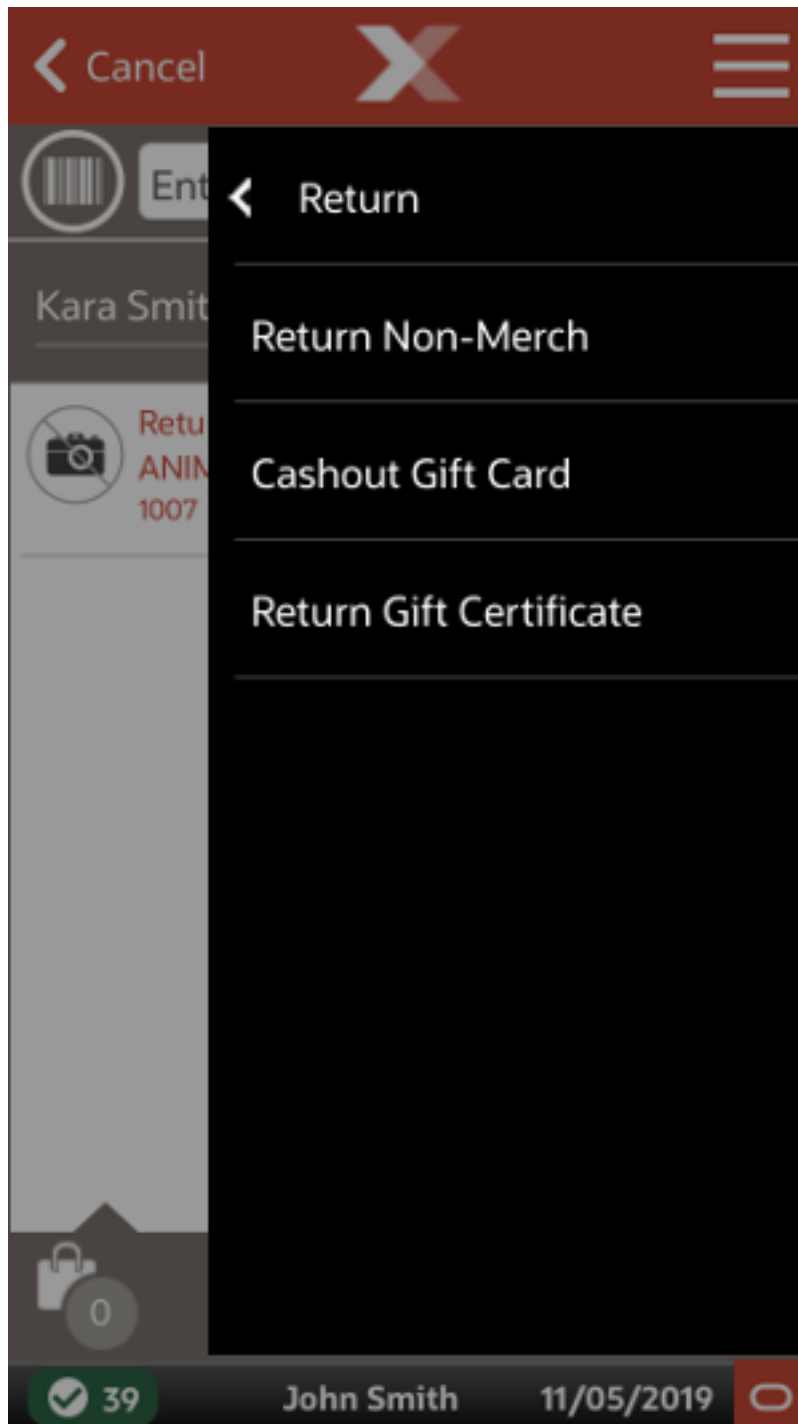 Cancel
Ent
Return
Kara Smit
Return Non-Merch
Retu
ANIM
1007
Cashout Gift Card
Return Gift Certificate
0
39
John Smith
11/05/2019